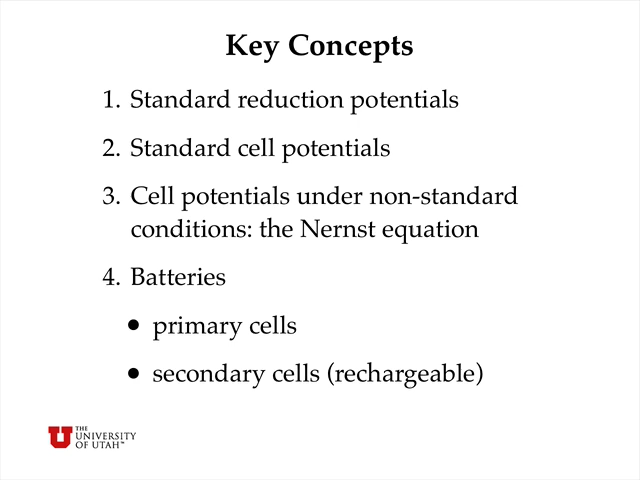 Key Concepts
1. Standard reduction potentials
2. Standard cell potentials
3. Cell potentials under non-standard
conditions: the Nernst equation
4. Batteries
• primary cells
• secondary cells (rechargeable)
U THE
UNIVERSITY
OF UTAH™